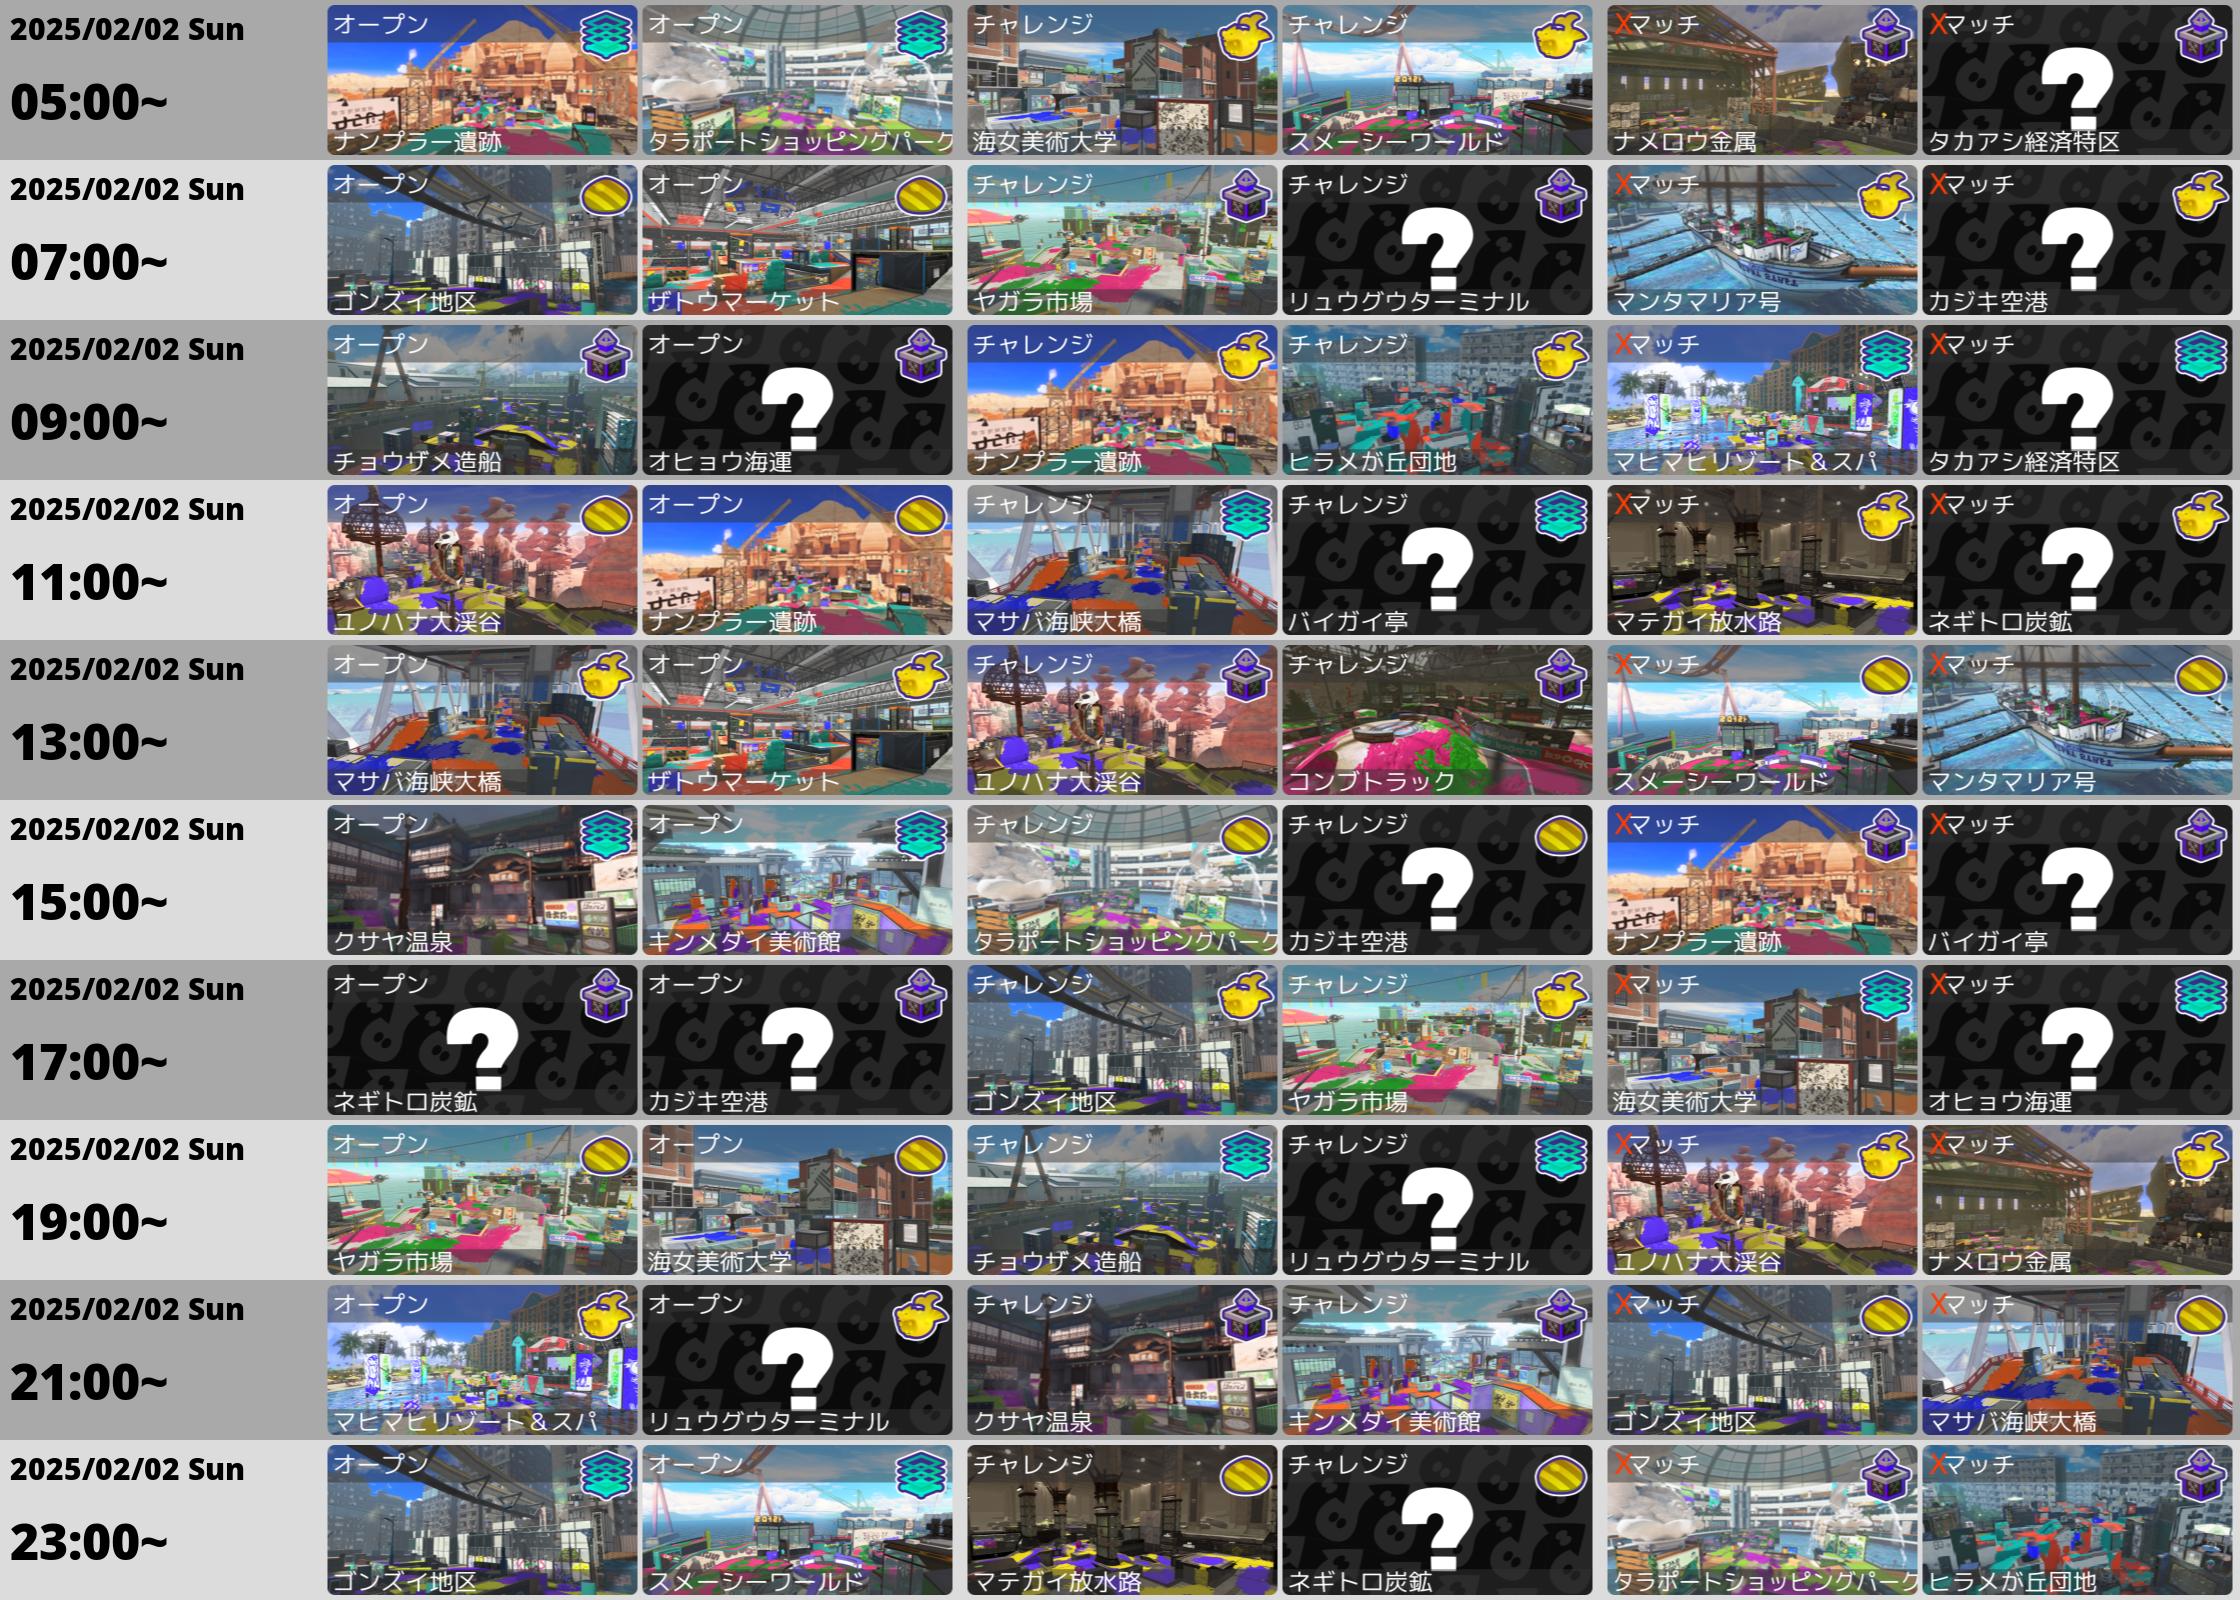 2025/02/02 Sun
05:00~
オープン
ナンプラー遺跡
オープン
タラポートショッピングパーク
チャレンジ
海女美術大学
チャレンジ
スメーシーワールド
Xマッチ
ナメロウ金属
Xマッチ
タカアシ経済特区
2025/02/02 Sun
07:00~
オープン
ゴンズイ地区
オープン
ザトウマーケット
チャレンジ
ヤガラ市場
チャレンジ
リュウグウターミナル
Xマッチ
マンタマリア号
Xマッチ
カジキ空港
2025/02/02 Sun
09:00~
オープン
チョウザメ造船
オープン
オヒョウ海運
チャレンジ
ナンプラー遺跡
チャレンジ
ヒラメが丘団地
Xマッチ
マヒマヒリゾート＆スパ
Xマッチ
タカアシ経済特区
2025/02/02 Sun
11:00~
オープン
ユノハナ大渓谷
オープン
ナンプラー遺跡
チャレンジ
マサバ海峡大橋
チャレンジ
バイガイ亭
Xマッチ
マテガイ放水路
Xマッチ
ネギトロ炭鉱
2025/02/02 Sun
13:00~
オープン
マサバ海峡大橋
オープン
ザトウマーケット
チャレンジ
ユノハナ大渓谷
チャレンジ
コンブトラック
Xマッチ
スメーシーワールド
Xマッチ
マンタマリア号
2025/02/02 Sun
15:00~
オープン
クサヤ温泉
オープン
キンメダイ美術館
チャレンジ
タラポートショッピングパーク
チャレンジ
カジキ空港
Xマッチ
ナンプラー遺跡
Xマッチ
バイガイ亭
2025/02/02 Sun
17:00~
オープン
ネギトロ炭鉱
オープン
カジキ空港
チャレンジ
ゴンズイ地区
チャレンジ
ヤガラ市場
Xマッチ
海女美術大学
Xマッチ
オヒョウ海運
2025/02/02 Sun
19:00~
オープン
ヤガラ市場
オープン
海女美術大学
チャレンジ
チョウザメ造船
チャレンジ
リュウグウターミナル
Xマッチ
ユノハナ大渓谷
Xマッチ
ナメロウ金属
2025/02/02 Sun
21:00~
オープン
マヒマヒリゾート＆スパ
オープン
リュウグウターミナル
チャレンジ
クサヤ温泉
チャレンジ
キンメダイ美術館
Xマッチ
ゴンズイ地区
Xマッチ
マサバ海峡大橋
2025/02/02 Sun
23:00~
オープン
ゴンズイ地区
オープン
スメーシーワールド
チャレンジ
マテガイ放水路
チャレンジ
ネギトロ炭鉱
Xマッチ
タラポートショッピングパーク
Xマッチ
ヒラメが丘団地